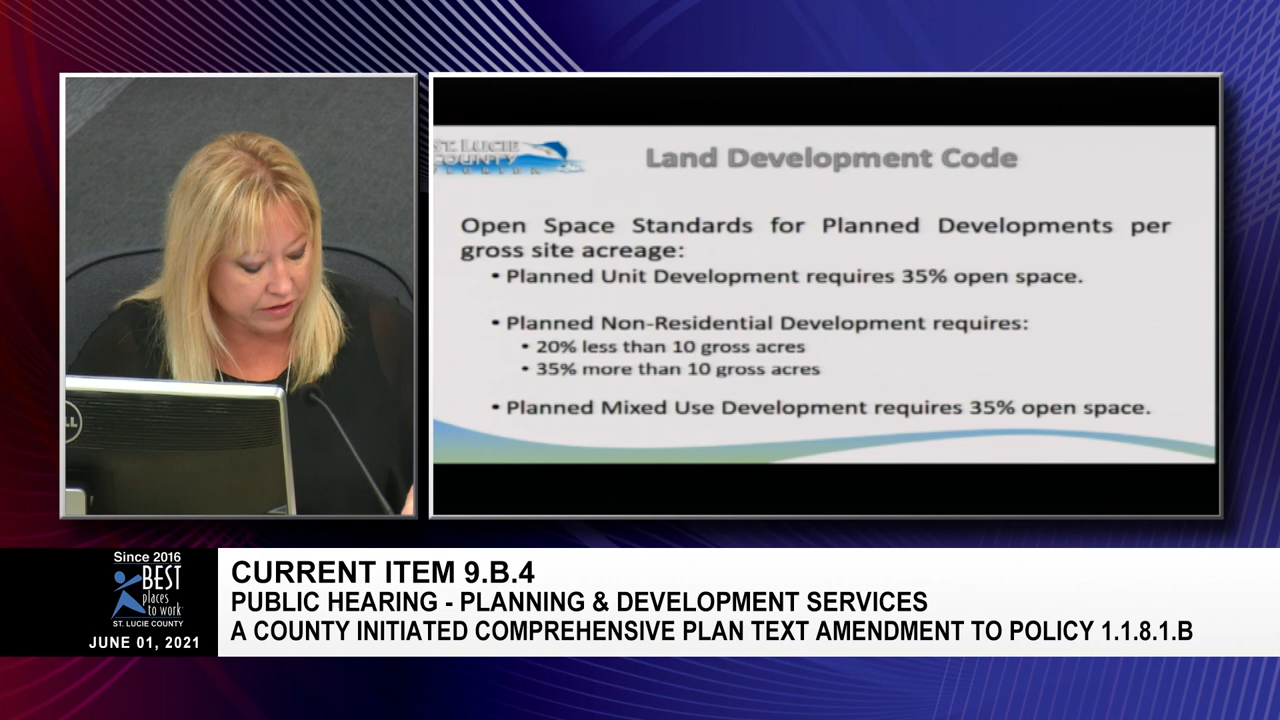 ST. LUCIE
COUNTY
FLORIDA
Land Development Code
Open Space Standards for Planned Developments per
gross site acreage:
• Planned Unit Development requires 35% open space.
• Planned Non-Residential Development requires:
• 20% less than 10 gross acres
• 35% more than 10 gross acres
• Planned Mixed Use Development requires 35% open space.
Since 2016
BEST
places
to work
ST. LUCIE COUNTY
JUNE 01, 2021
CURRENT ITEM 9.B.4
PUBLIC HEARING - PLANNING & DEVELOPMENT SERVICES
A COUNTY INITIATED COMPREHENSIVE PLAN TEXT AMENDMENT TO POLICY 1.1.8.1.B